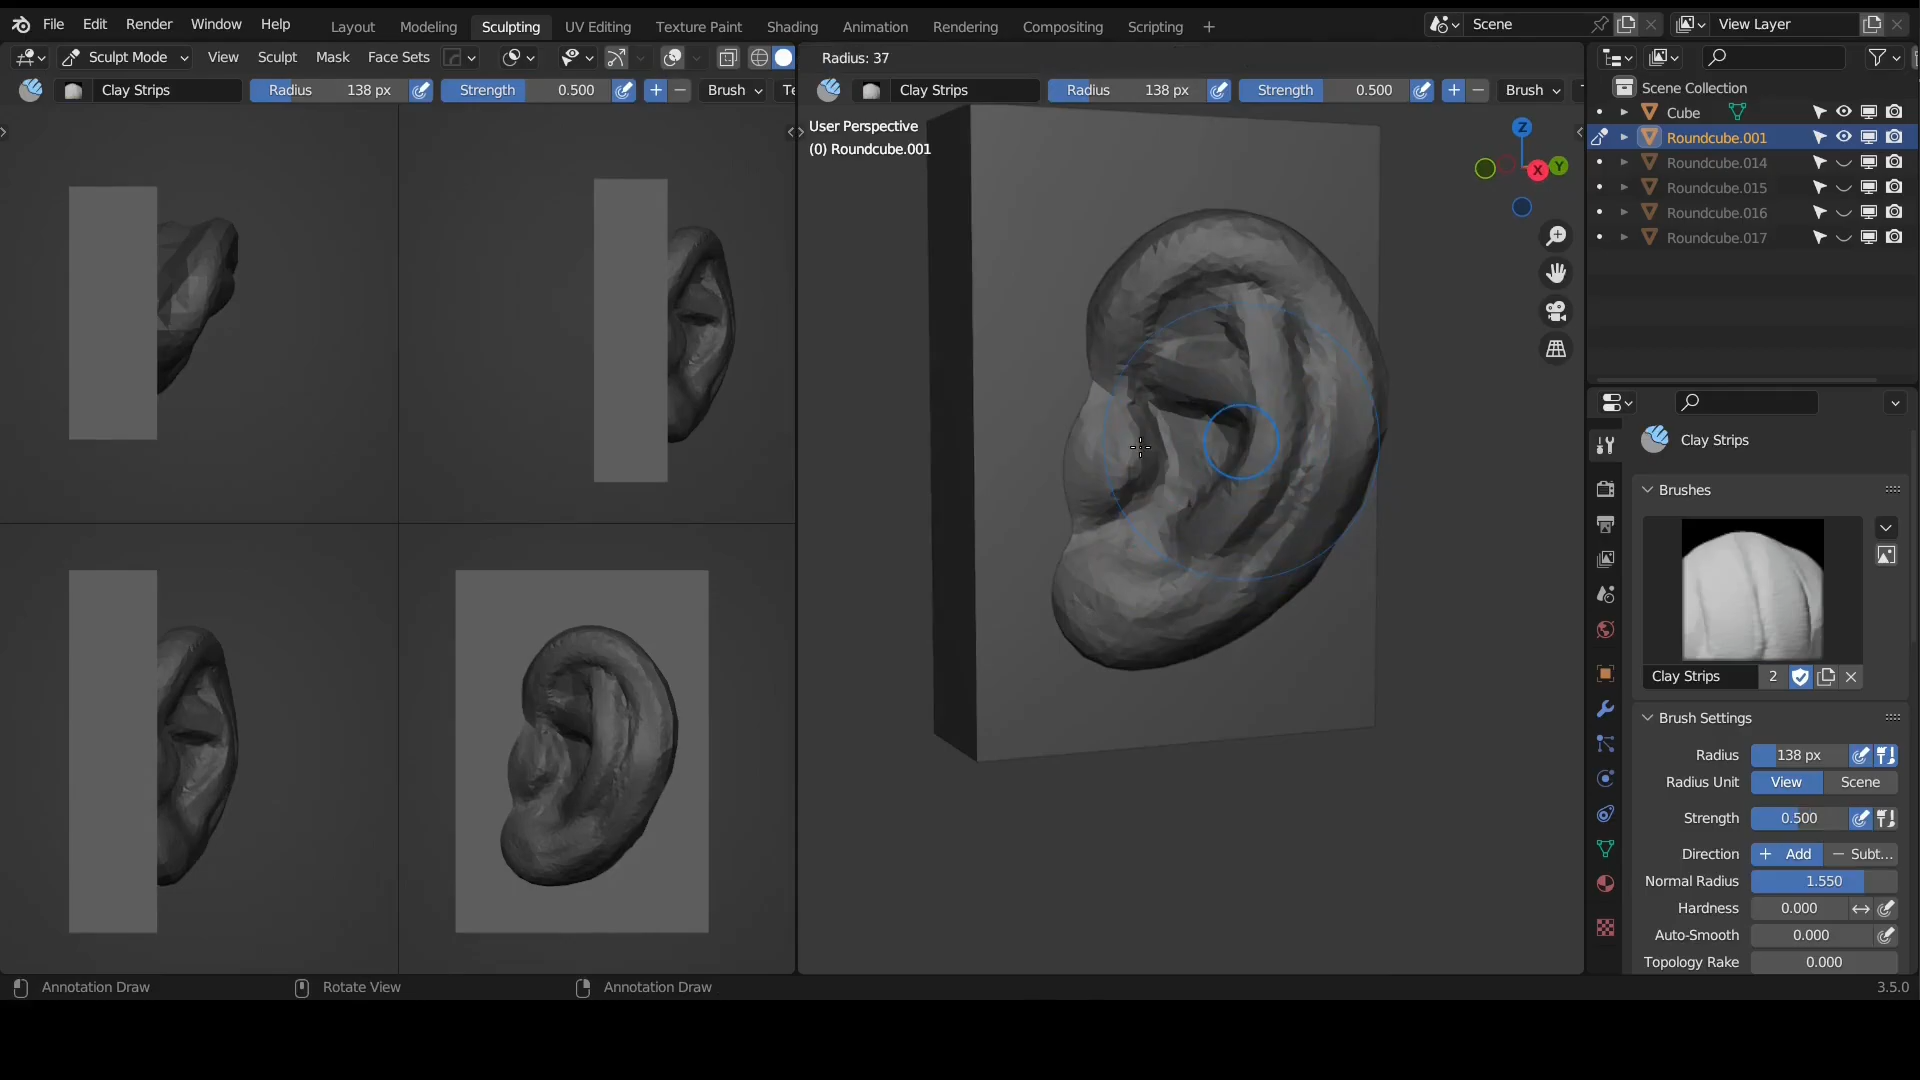 File Edit Render Window Help Layout Modeling Sculpting UV Editing Texture Paint Shading Animation Rendering Compositing Scripting + Scene View Layer
Sculpt Mode View Sculpt Mask Face Sets
Radius: 37
Clay Strips Radius 138 px Strength 0.500 + − Brush Te
Clay Strips Radius 138 px Strength 0.500 + − Brush
User Perspective
(0) Roundcube.001
Z
X
Y
Scene Collection
Cube
Roundcube.001
Roundcube.014
Roundcube.015
Roundcube.016
Roundcube.017
Clay Strips
Brushes
Clay Strips 2
Brush Settings
Radius 138 px
Radius Unit View Scene
Strength 0.500
Direction + Add − Subt...
Normal Radius 1.550
Hardness 0.000
Auto-Smooth 0.000
Topology Rake 0.000
Annotation Draw Rotate View Annotation Draw 3.5.0